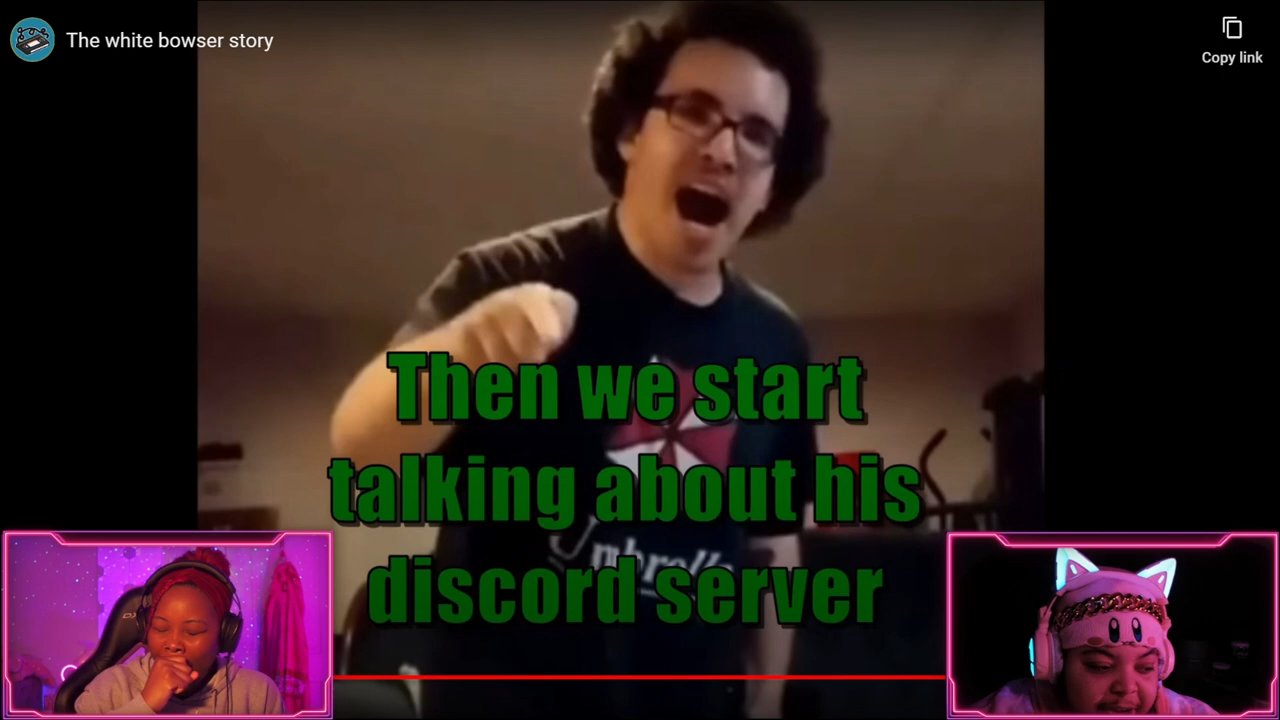 The white bowser story
Copy link
Then we start
talking about his
discord server